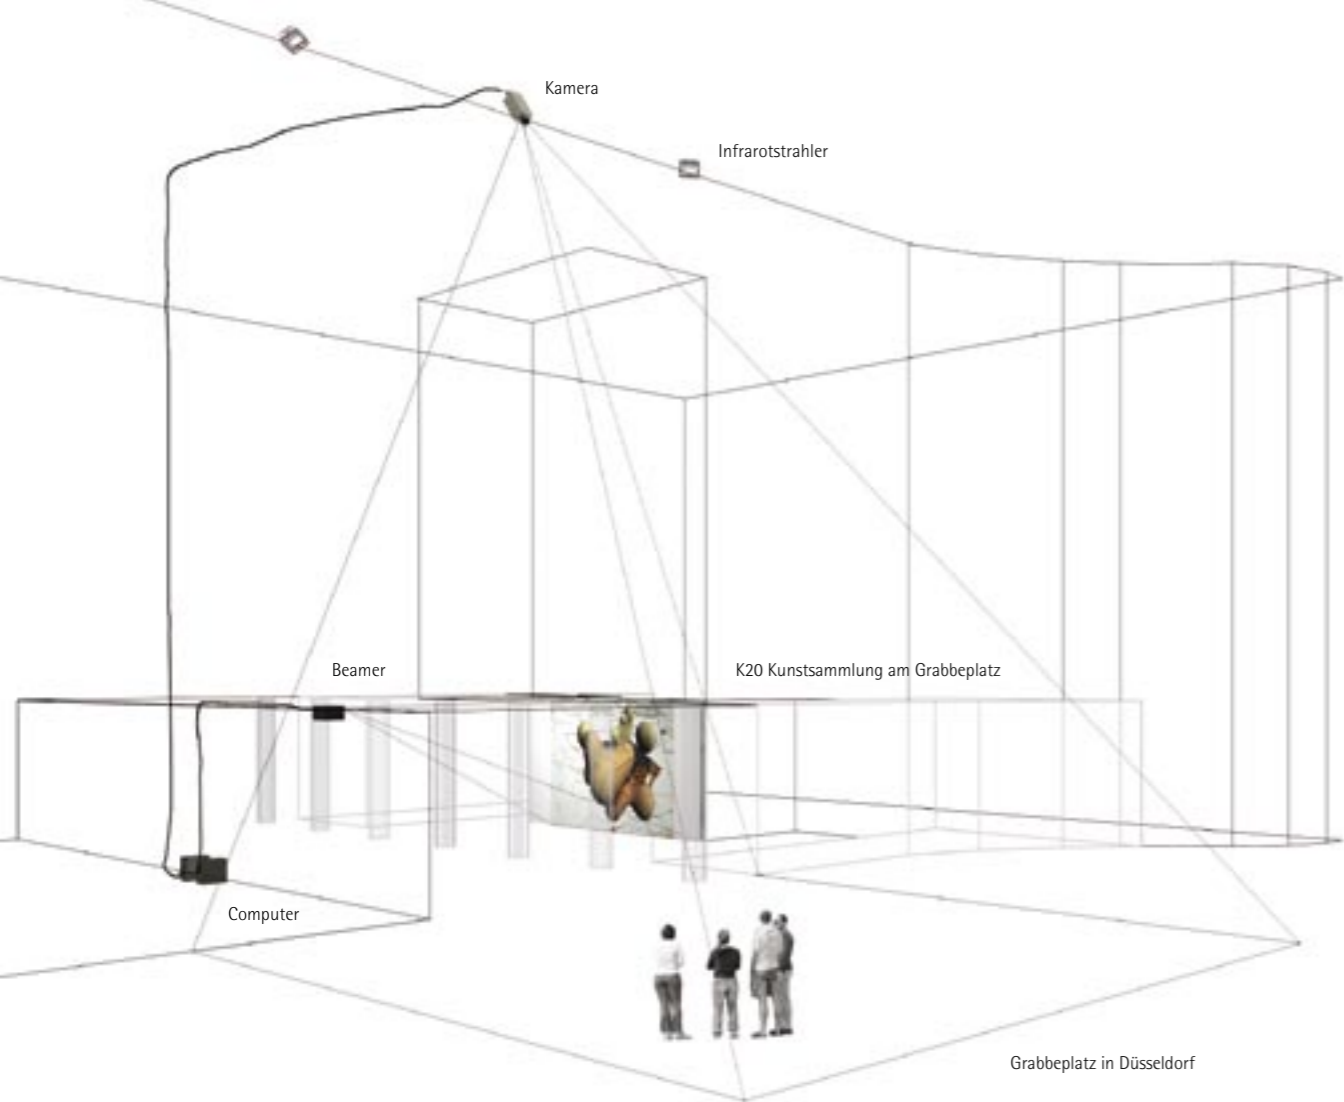 Kamera
Infrarotstrahler
Beamer
K20 Kunstsammlung am Grabbeplatz
Computer
Grabbeplatz in Düsseldorf